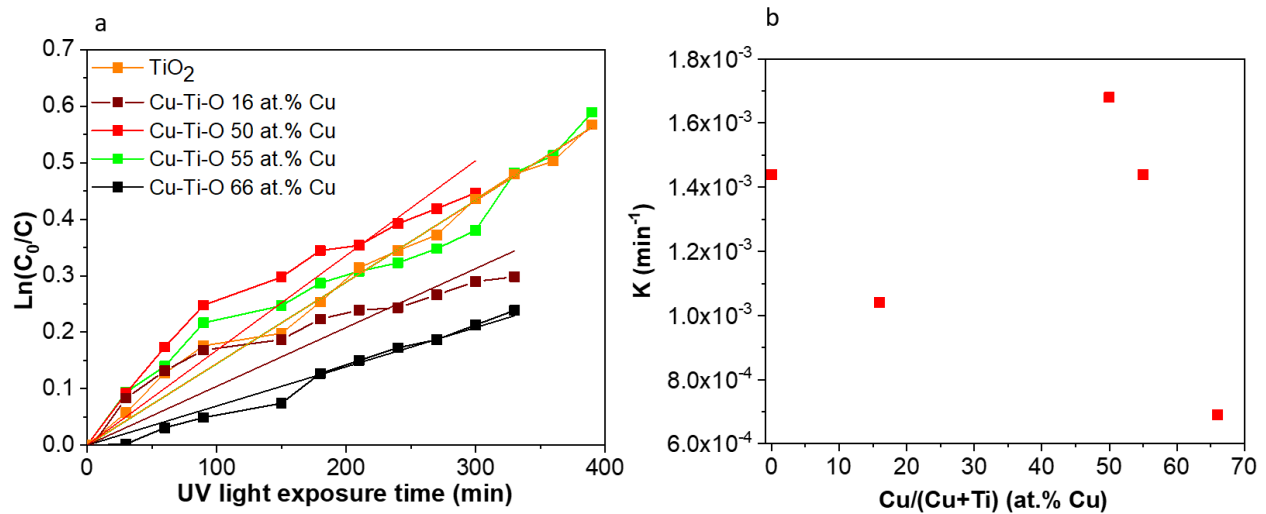 a
Ln(C0/C)
0.7
0.6
0.5
0.4
0.3
0.2
0.1
0.0
TiO2
Cu-Ti-O 16 at.% Cu
Cu-Ti-O 50 at.% Cu
Cu-Ti-O 55 at.% Cu
Cu-Ti-O 66 at.% Cu
0 100 200 300 400
UV light exposure time (min)
b
K (min-1)
1.8x10-3
1.6x10-3
1.4x10-3
1.2x10-3
1.0x10-3
8.0x10-4
6.0x10-4
0 10 20 30 40 50 60 70
Cu/(Cu+Ti) (at.% Cu)